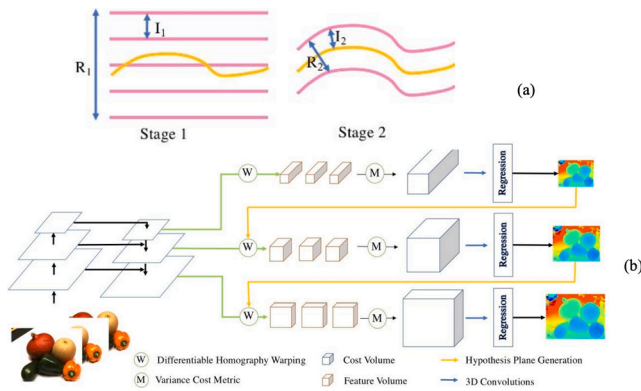 I1
R1
Stage 1
I2
R2
Stage 2
(a)
W
M
Regression
W
M
Regression
(b)
W
M
Regression
W Differentiable Homography Warping
Cost Volume
Hypothesis Plane Generation
M Variance Cost Metric
Feature Volume
3D Convolutions